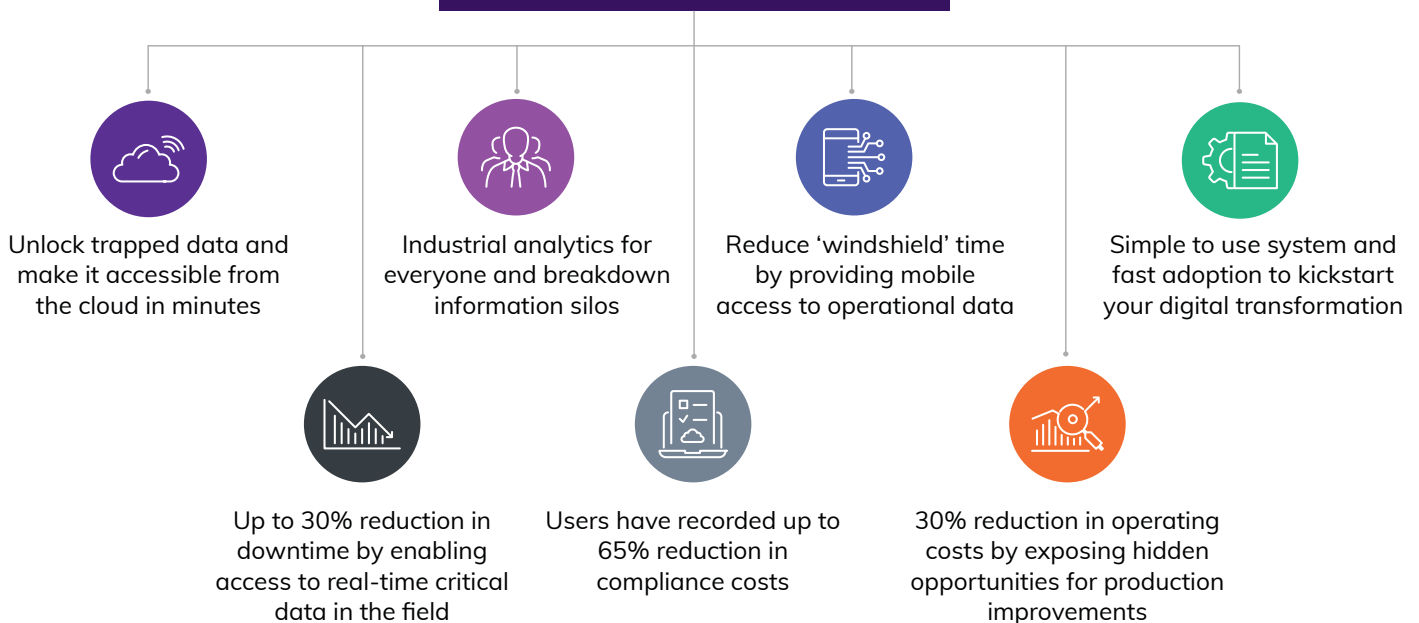 Unlock trapped data and
make it accessible from
the cloud in minutes
Industrial analytics for
everyone and breakdown
information silos
Reduce ‘windshield’ time
by providing mobile
access to operational data
Simple to use system and
fast adoption to kickstart
your digital transformation
Up to 30% reduction in
downtime by enabling
access to real-time critical
data in the field
Users have recorded up to
65% reduction in
compliance costs
30% reduction in operating
costs by exposing hidden
opportunities for production
improvements